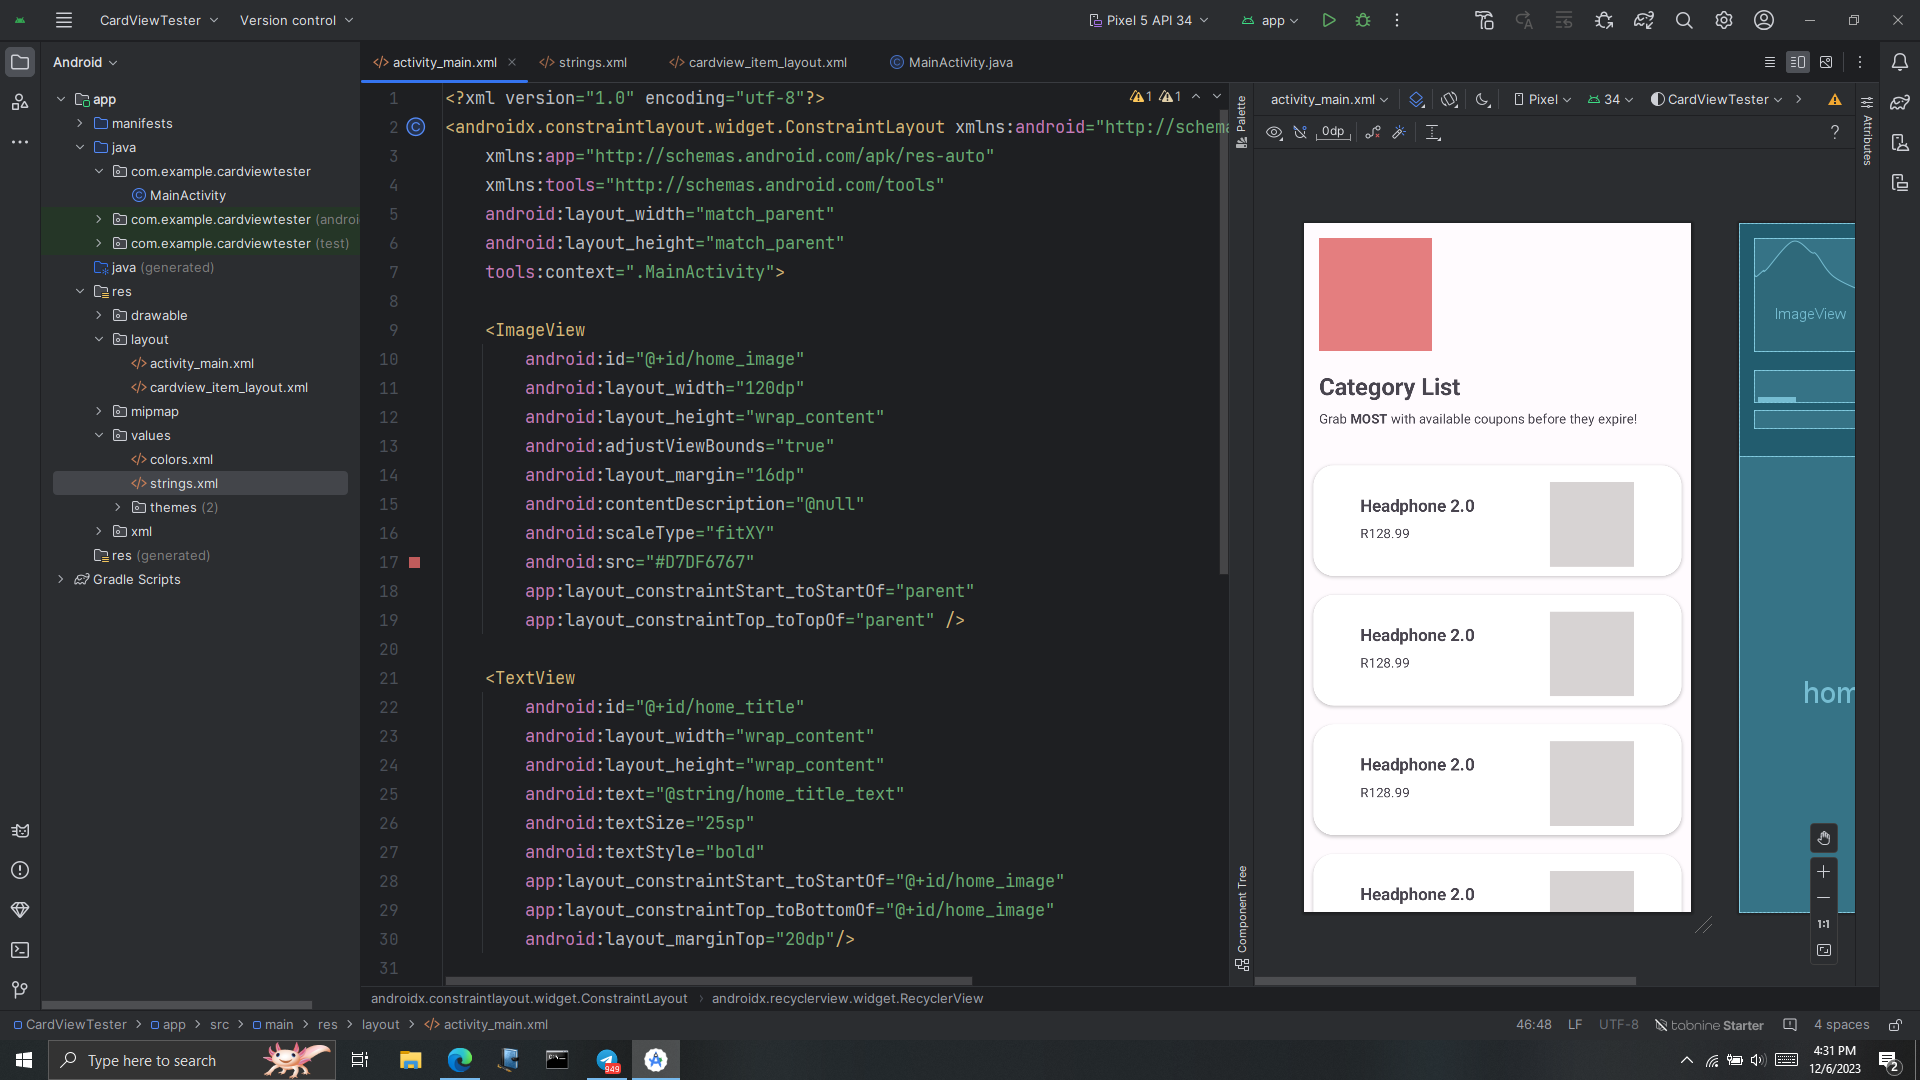 CardViewTester
Version control
Pixel 5 API 34
app
Android
app
manifests
java
com.example.cardviewtester
MainActivity
com.example.cardviewtester
com.example.cardviewtester (test)
java (generated)
res
drawable
layout
activity_main.xml
cardview_item_layout.xml
mipmap
values
colors.xml
strings.xml
themes (2)
xml
res (generated)
Gradle Scripts
activity_main.xml
strings.xml
cardview_item_layout.xml
MainActivity.java
1 <?xml version="1.0" encoding="utf-8"?>
2 <androidx.constraintlayout.widget.ConstraintLayout xmlns:android="http://schem
3 xmlns:app="http://schemas.android.com/apk/res-auto"
4 xmlns:tools="http://schemas.android.com/tools"
5 android:layout_width="match_parent"
6 android:layout_height="match_parent"
7 tools:context=".MainActivity">
8
9 <ImageView
10 android:id="@+id/home_image"
11 android:layout_width="120dp"
12 android:layout_height="wrap_content"
13 android:adjustViewBounds="true"
14 android:layout_margin="16dp"
15 android:contentDescription="@null"
16 android:scaleType="fitXY"
17 android:src="#D7DF6767"
18 app:layout_constraintStart_toStartOf="parent"
19 app:layout_constraintTop_toTopOf="parent" />
20
21 <TextView
22 android:id="@+id/home_title"
23 android:layout_width="wrap_content"
24 android:layout_height="wrap_content"
25 android:text="@string/home_title_text"
26 android:textSize="25sp"
27 android:textStyle="bold"
28 app:layout_constraintStart_toStartOf="@+id/home_image"
29 app:layout_constraintTop_toBottomOf="@+id/home_image"
30 android:layout_marginTop="20dp"/>
31
1 1
Palette
Component Tree
activity_main.xml
Pixel
34
CardViewTester
0dp
?
Attributes
Category List
Grab MOST with available coupons before they expire!
Headphone 2.0
R128.99
Headphone 2.0
R128.99
Headphone 2.0
R128.99
Headphone 2.0
ImageView
hom
1:1
androidx.constraintlayout.widget.ConstraintLayout › androidx.recyclerview.widget.RecyclerView
CardViewTester > app > src > main > res > layout > activity_main.xml
46:48 LF UTF-8 tabnine Starter 4 spaces
Type here to search
949
4:31 PM
12/6/2023
2